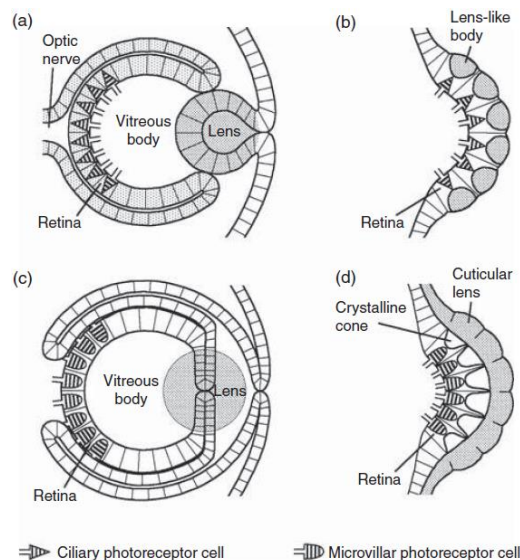 (a)
Optic
nerve
Vitreous
body
Lens
Retina
(b)
Lens-like
body
Retina
(c)
Vitreous
body
Lens
Retina
(d)
Cuticular
lens
Crystalline
cone
Retina
Ciliary photoreceptor cell
Microvillar photoreceptor cell